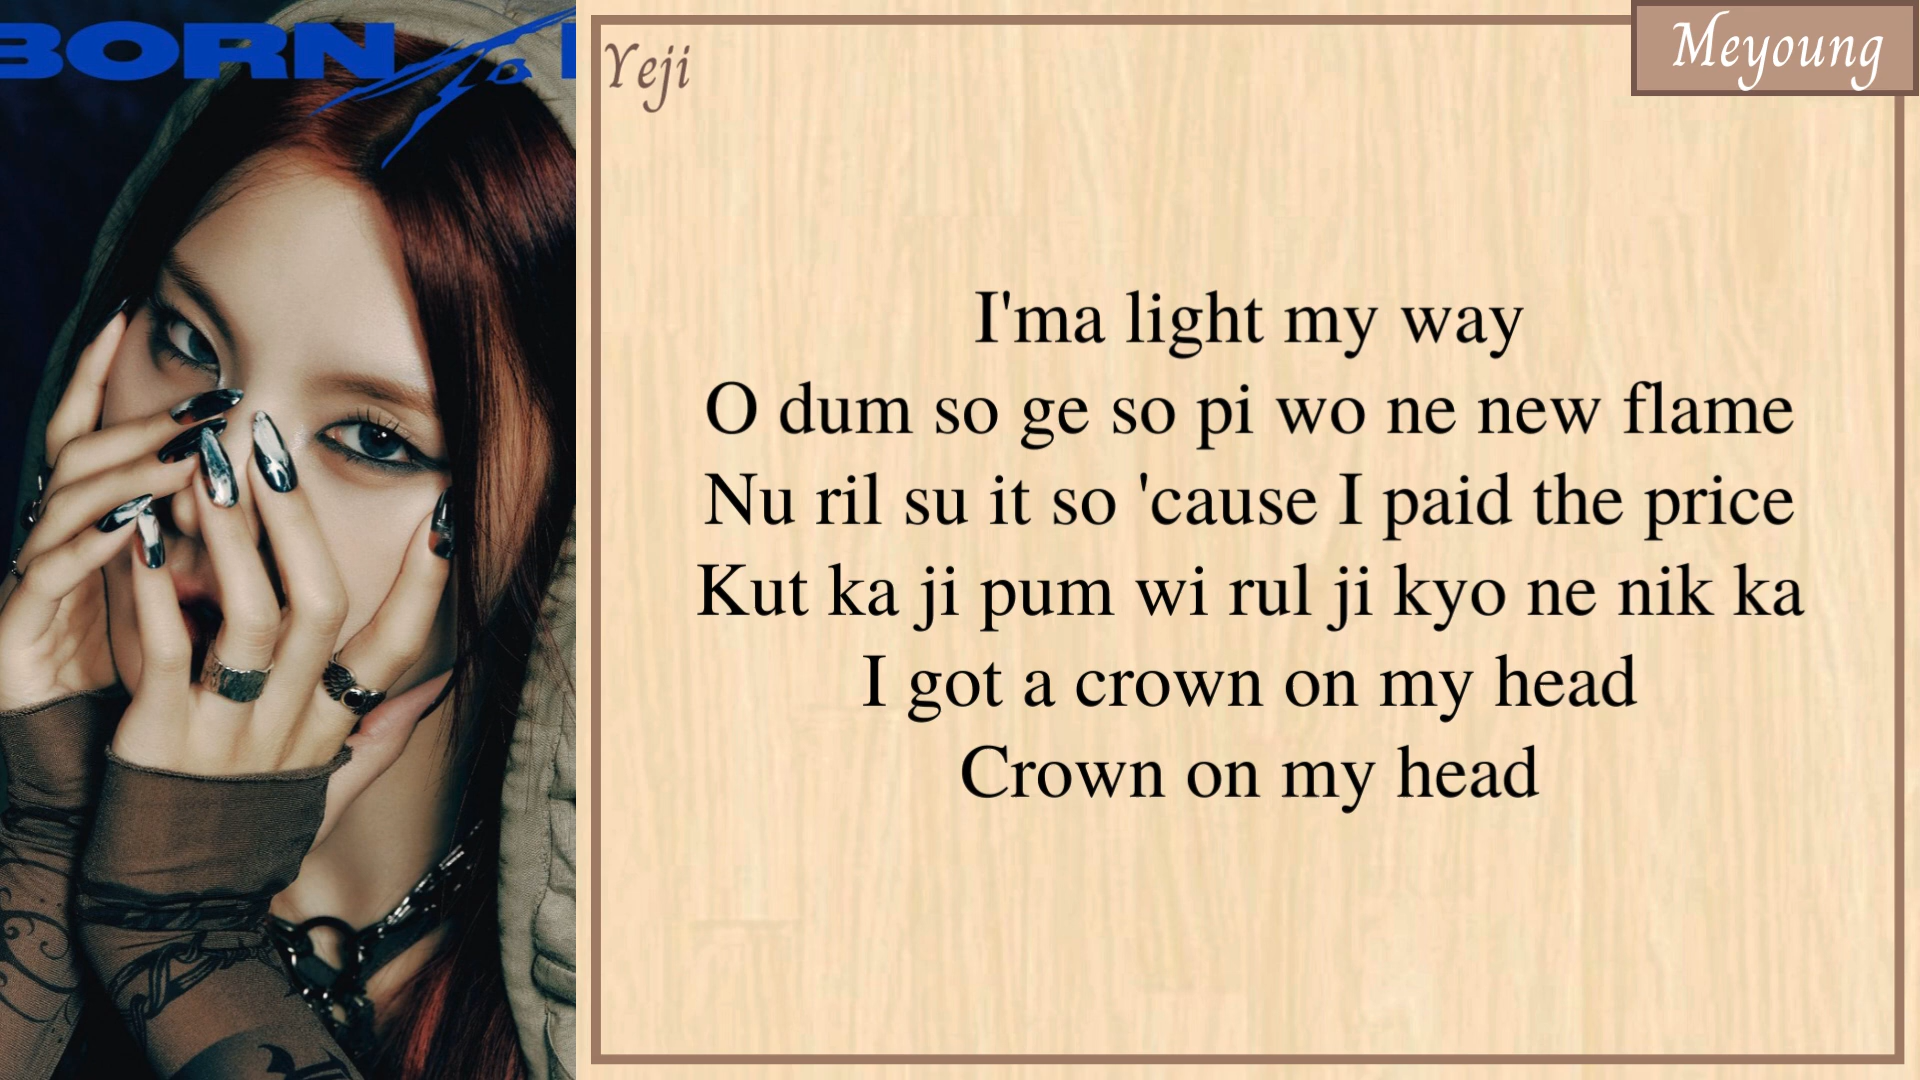 BORN to
Yeji
Meyoung
I'ma light my way
O dum so ge so pi wo ne new flame
Nu ril su it so 'cause I paid the price
Kut ka ji pum wi rul ji kyo ne nik ka
I got a crown on my head
Crown on my head